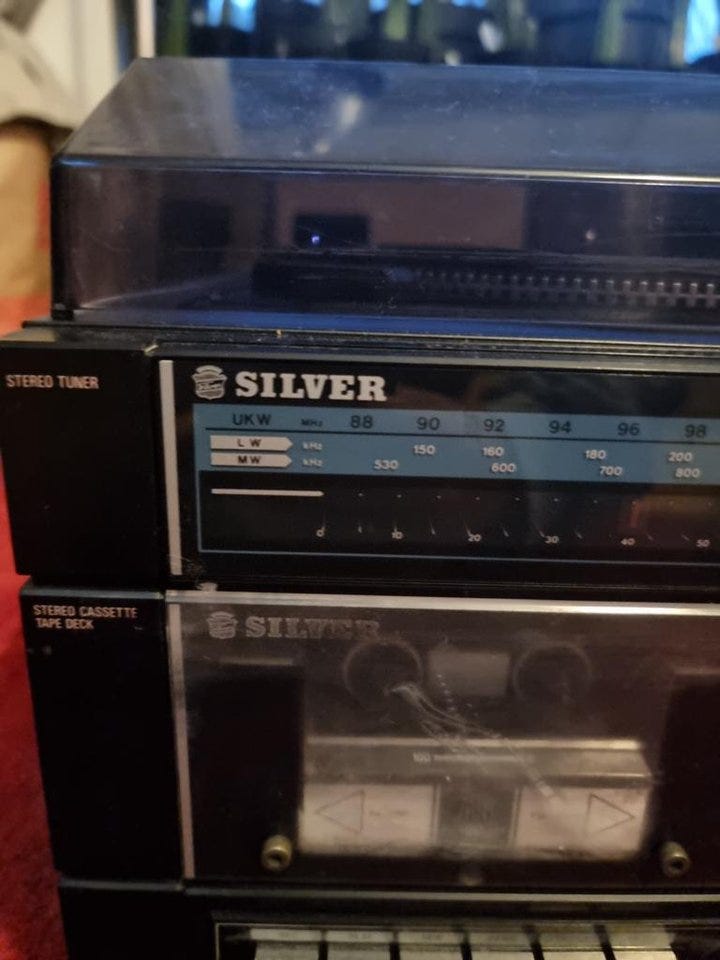 STEREO TUNER
SILVER
UKW MHz 88 90 92 94 96 98
LW kHz 150 160 180 200
MW kHz 530 600 700 800
0 10 20 30 40 50
STEREO CASSETTE
TAPE DECK
SILVER
100